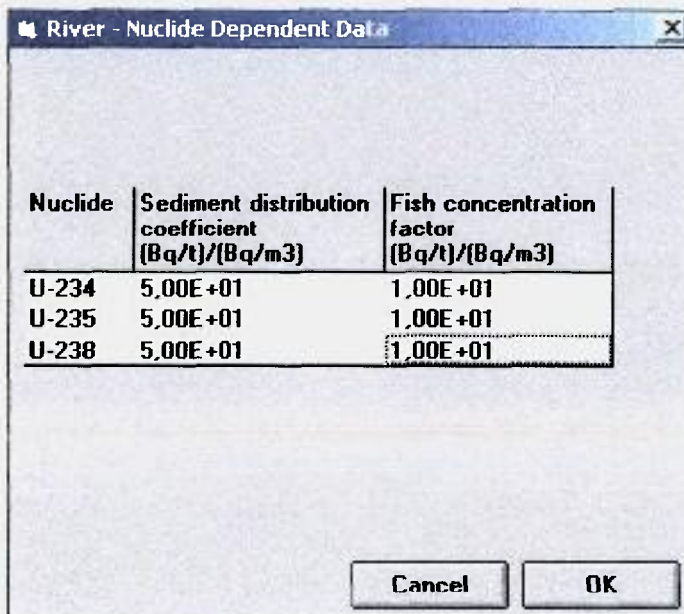 River - Nuclide Dependent Data
Nuclide Sediment distribution Fish concentration
coefficient factor
(Bq/t)/(Bq/m3) (Bq/t)/(Bq/m3)
U-234 5,00E+01 1,00E+01
U-235 5,00E+01 1,00E+01
U-238 5,00E+01 1,00E+01
Cancel OK